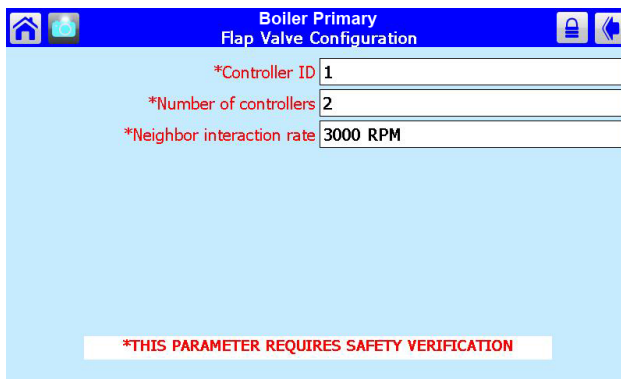 Boiler Primary
Flap Valve Configuration
*Controller ID 1
*Number of controllers 2
*Neighbor interaction rate 3000 RPM
*THIS PARAMETER REQUIRES SAFETY VERIFICATION